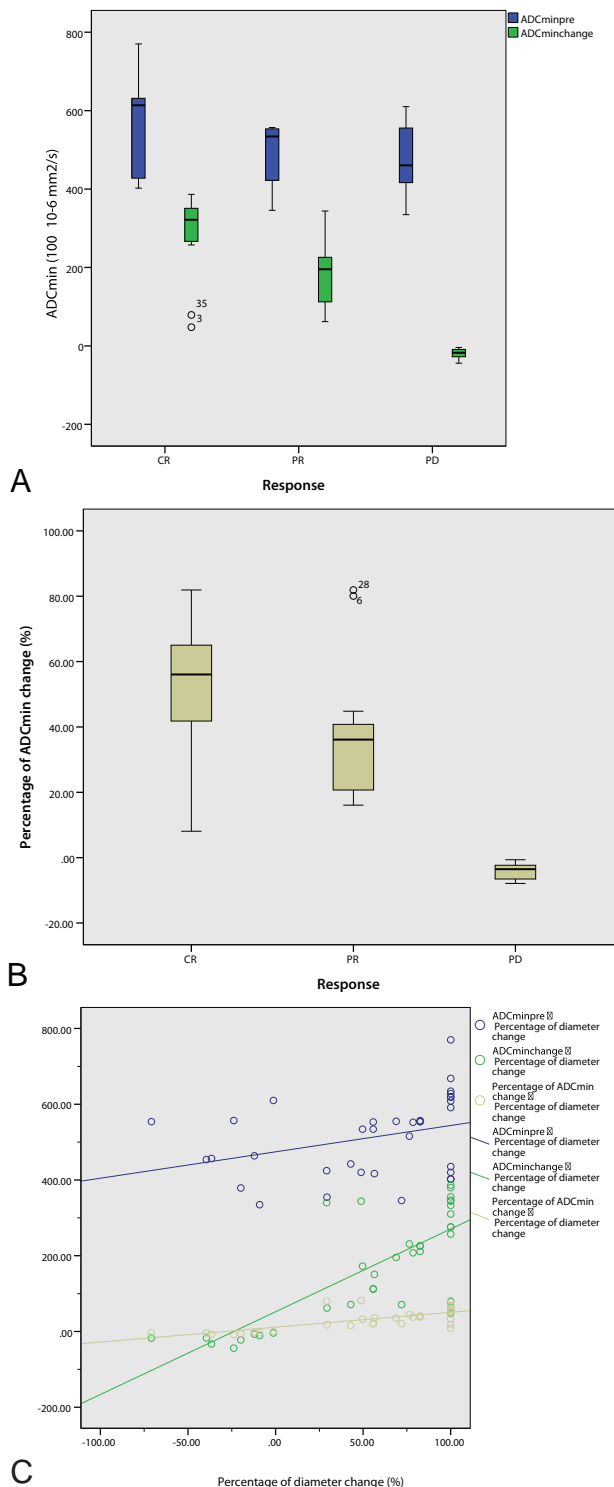 800
600
400
200
0
-200
ADCmin (100 10-6 mm2/s)
ADCminpre
ADCminchange
35
3
CR
PR
PD
Response
A
100.00
80.00
60.00
40.00
20.00
.00
-20.00
Percentage of ADCmin change (%)
28
6
CR
PR
PD
Response
B
800.00
600.00
400.00
200.00
.00
-200.00
-100.00
-50.00
.00
50.00
100.00
Percentage of diameter change (%)
ADCminpre
Percentage of diameter
change
ADCminchange
Percentage of diameter
change
Percentage of ADCmin
change
Percentage of diameter
change
ADCminpre
Percentage of diameter
change
ADCminchange
Percentage of diameter
change
Percentage of ADCmin
change
Percentage of diameter
change
C